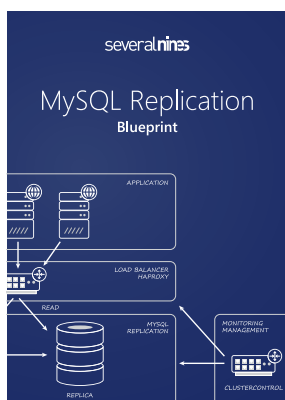 severalnines
MySQL Replication
Blueprint
APPLICATION
LOAD BALANCER
HAPROXY
READ
MYSQL
REPLICATION
MONITORING
MANAGEMENT
REPLICA
CLUSTERCONTROL